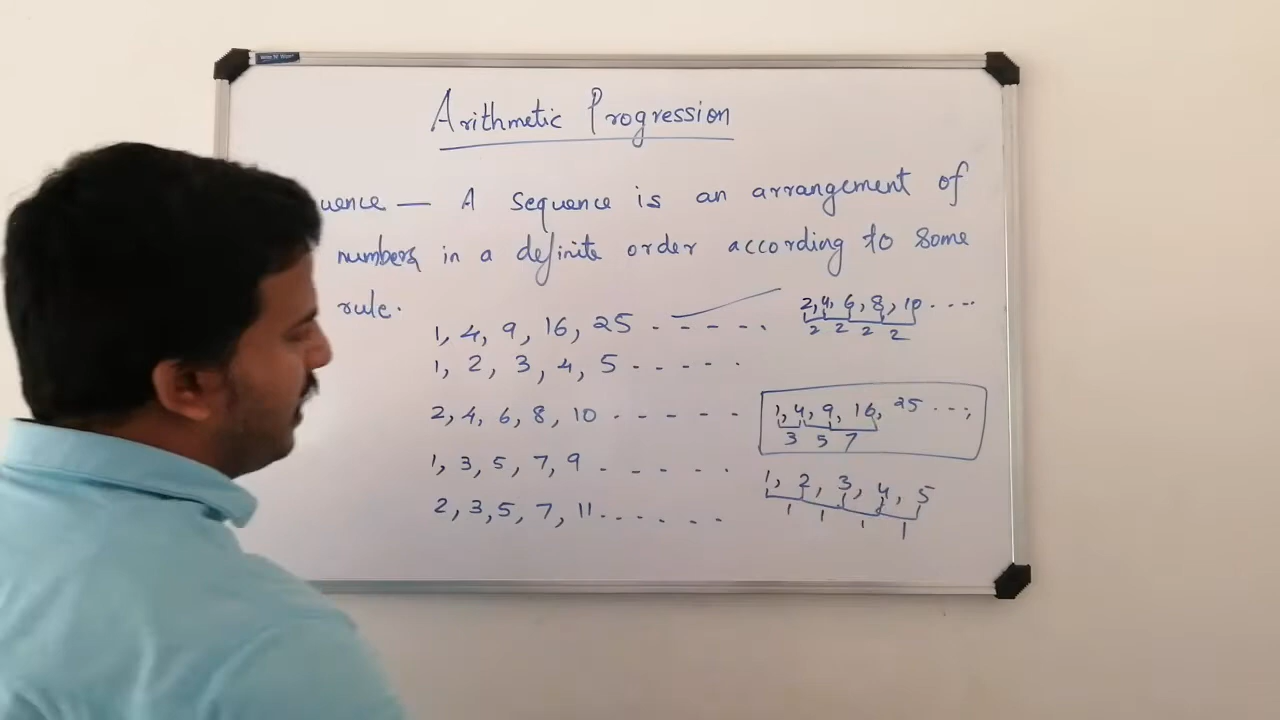 Arithmetic Progression
uence — A sequence is an arrangement of
numbers in a definite order according to some
rule.
1, 4, 9, 16, 25 - - - - - .
1, 2, 3, 4, 5 - - - - .
2, 4, 6, 8, 10 - - - - - -
1, 3, 5, 7, 9 - - - - - .
2, 3, 5, 7, 11 . . - - - -
2, 4, 6, 8, 10 . - - -
2 2 2 2
1, 4, 9, 16, 25 - - -,
3 5 7
1, 2, 3, 4, 5
1 1 1 1